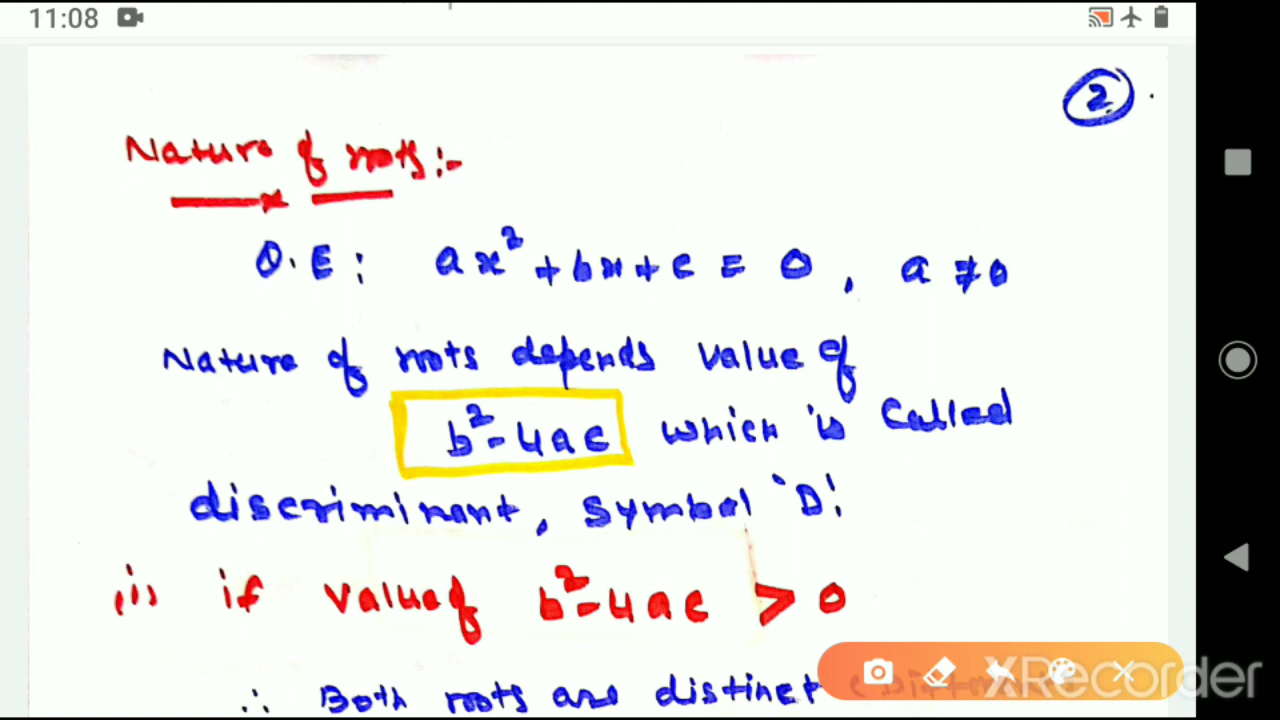 11:08
2
Nature of roots:-
Q.E: ax² + bx + c = 0, a ≠ 0
Nature of roots depends value of
b² - 4ac which is called
discriminant, symbol 'D'
(i) if value of b² - 4ac > 0
∴ Both roots are distinct
XRecorder